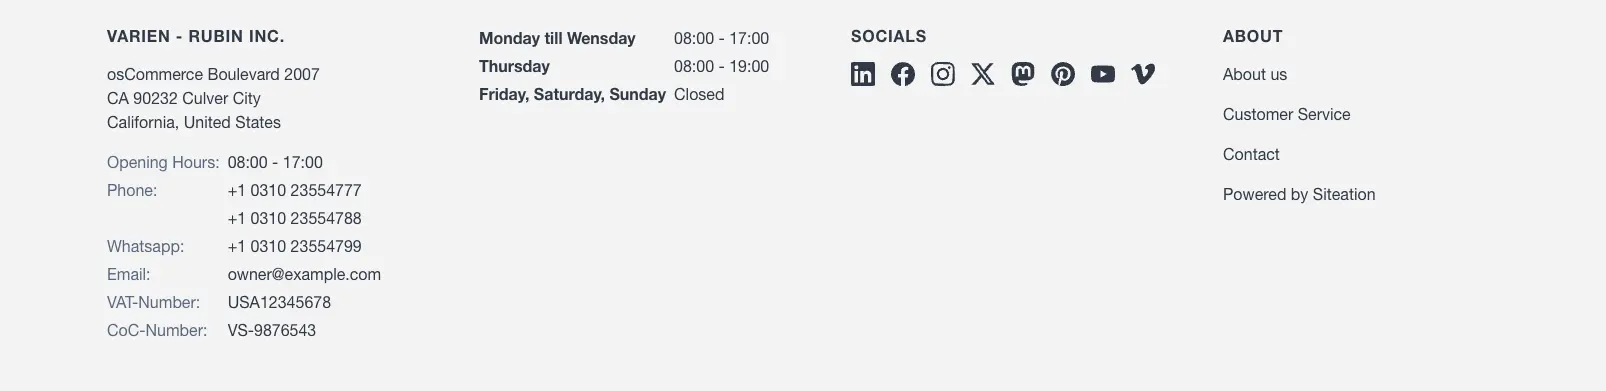 VARIEN - RUBIN INC.
osCommerce Boulevard 2007
CA 90232 Culver City
California, United States
Opening Hours: 08:00 - 17:00
Phone: +1 0310 23554777
+1 0310 23554788
Whatsapp: +1 0310 23554799
Email: owner@example.com
VAT-Number: USA12345678
CoC-Number: VS-9876543
Monday till Wensday 08:00 - 17:00
Thursday 08:00 - 19:00
Friday, Saturday, Sunday Closed
SOCIALS
ABOUT
About us
Customer Service
Contact
Powered by Siteation